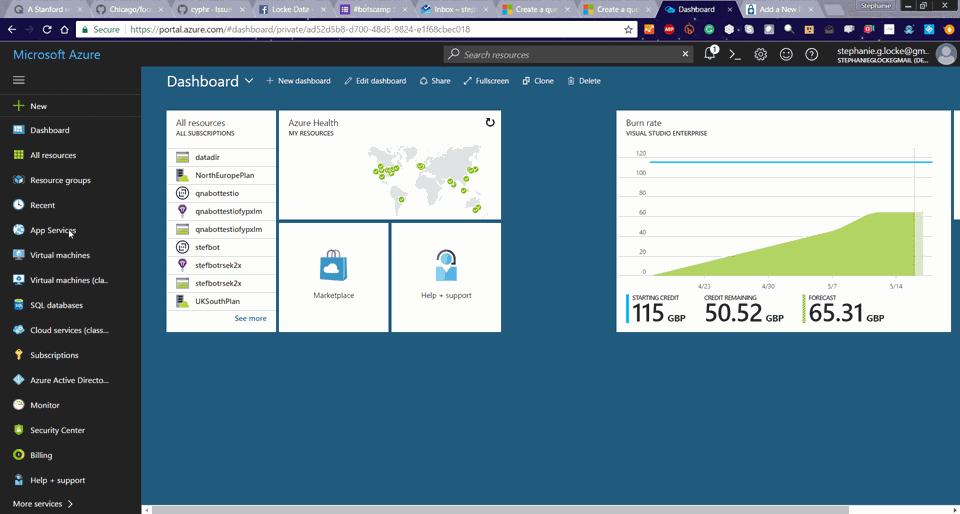 A Stanford
Chicago/foo
cyphr · Issue
Locke Data
#botscamp
Inbox – step
Create a que
Create a que
Dashboard
Add a New
Stephanie
Secure
https://portal.azure.com/#dashboard/private/ad52d5b8-d700-48d5-9824-e1f68cbec018
Microsoft Azure
Search resources
1
stephanie.g.locke@gm...
STEPHANIEGLOCKEGMAIL (DE...
New
Dashboard
All resources
Resource groups
Recent
App Services
Virtual machines
Virtual machines (cla...
SQL databases
Cloud services (class...
Subscriptions
Azure Active Directo...
Monitor
Security Center
Billing
Help + support
More services
Dashboard
New dashboard
Edit dashboard
Share
Fullscreen
Clone
Delete
All resources
ALL SUBSCRIPTIONS
datadir
NorthEuropePlan
qnabottestio
qnabottestiofypxlm
qnabottestiofypxlm
stefbot
stefbotrsek2x
stefbotrsek2x
UKSouthPlan
See more
Azure Health
MY RESOURCES
Marketplace
Help + support
Burn rate
VISUAL STUDIO ENTERPRISE
120
100
80
60
40
20
0
4/23
4/30
5/7
5/14
STARTING CREDIT
115 GBP
CREDIT REMAINING
50.52 GBP
FORECAST
65.31 GBP